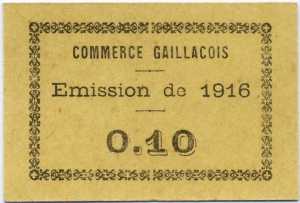 COMMERCE GAILLACOIS
Emission de 1916
0.10